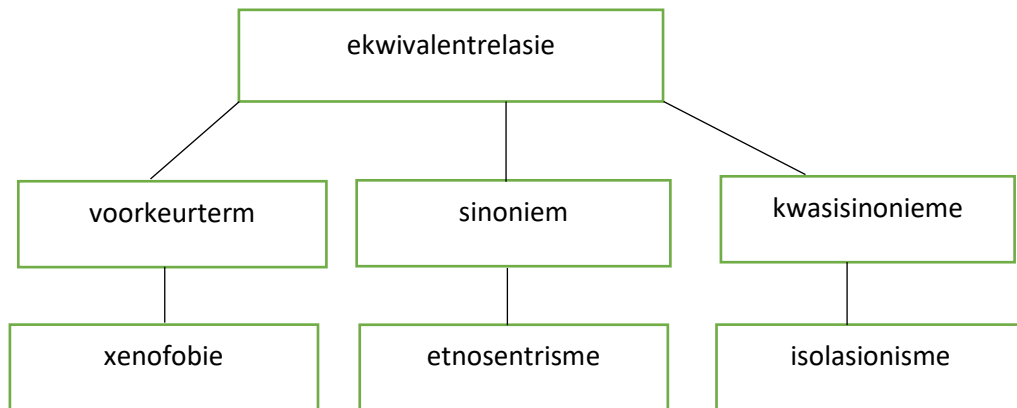 ekwivalentrelasie
voorkeurterm
sinoniem
kwasisinonieme
xenofobie
etnosentrisme
isolasionisme